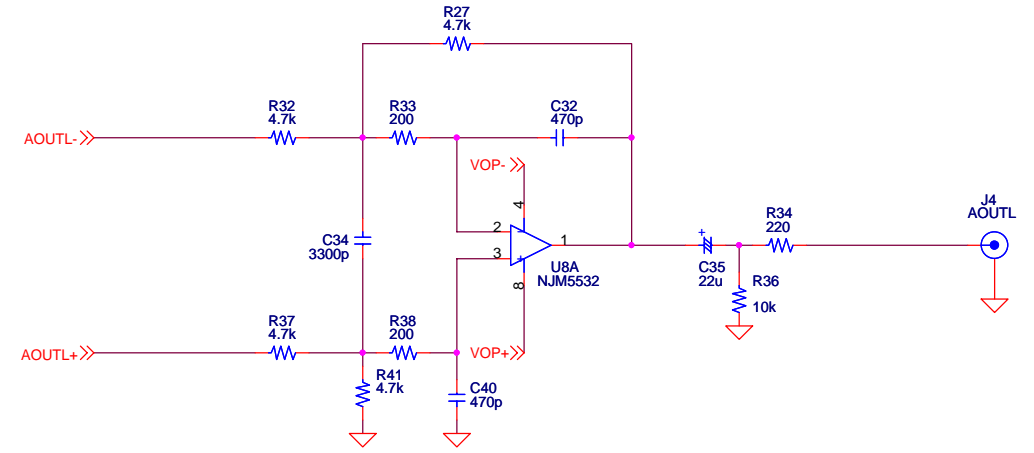 R27
4.7k
R32
4.7k
R33
200
C32
470p
AOUTL-
VOP-
4
2
3
1
8
U8A
NJM5532
C34
3300p
J4
AOUTL
R34
220
+
C35
22u
R36
10k
R37
4.7k
R38
200
AOUTL+
VOP+
R41
4.7k
C40
470p